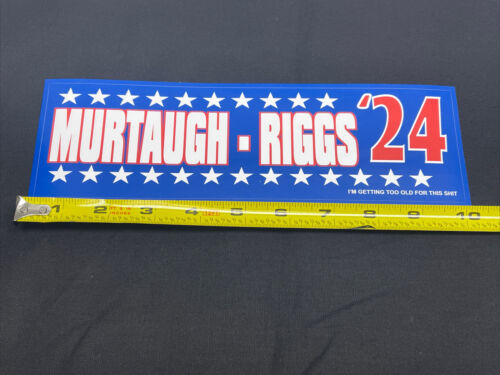 MURTAUGH · RIGGS '24
I'M GETTING TOO OLD FOR THIS SHIT
1 2 3 4 5 6 7 8 9 10